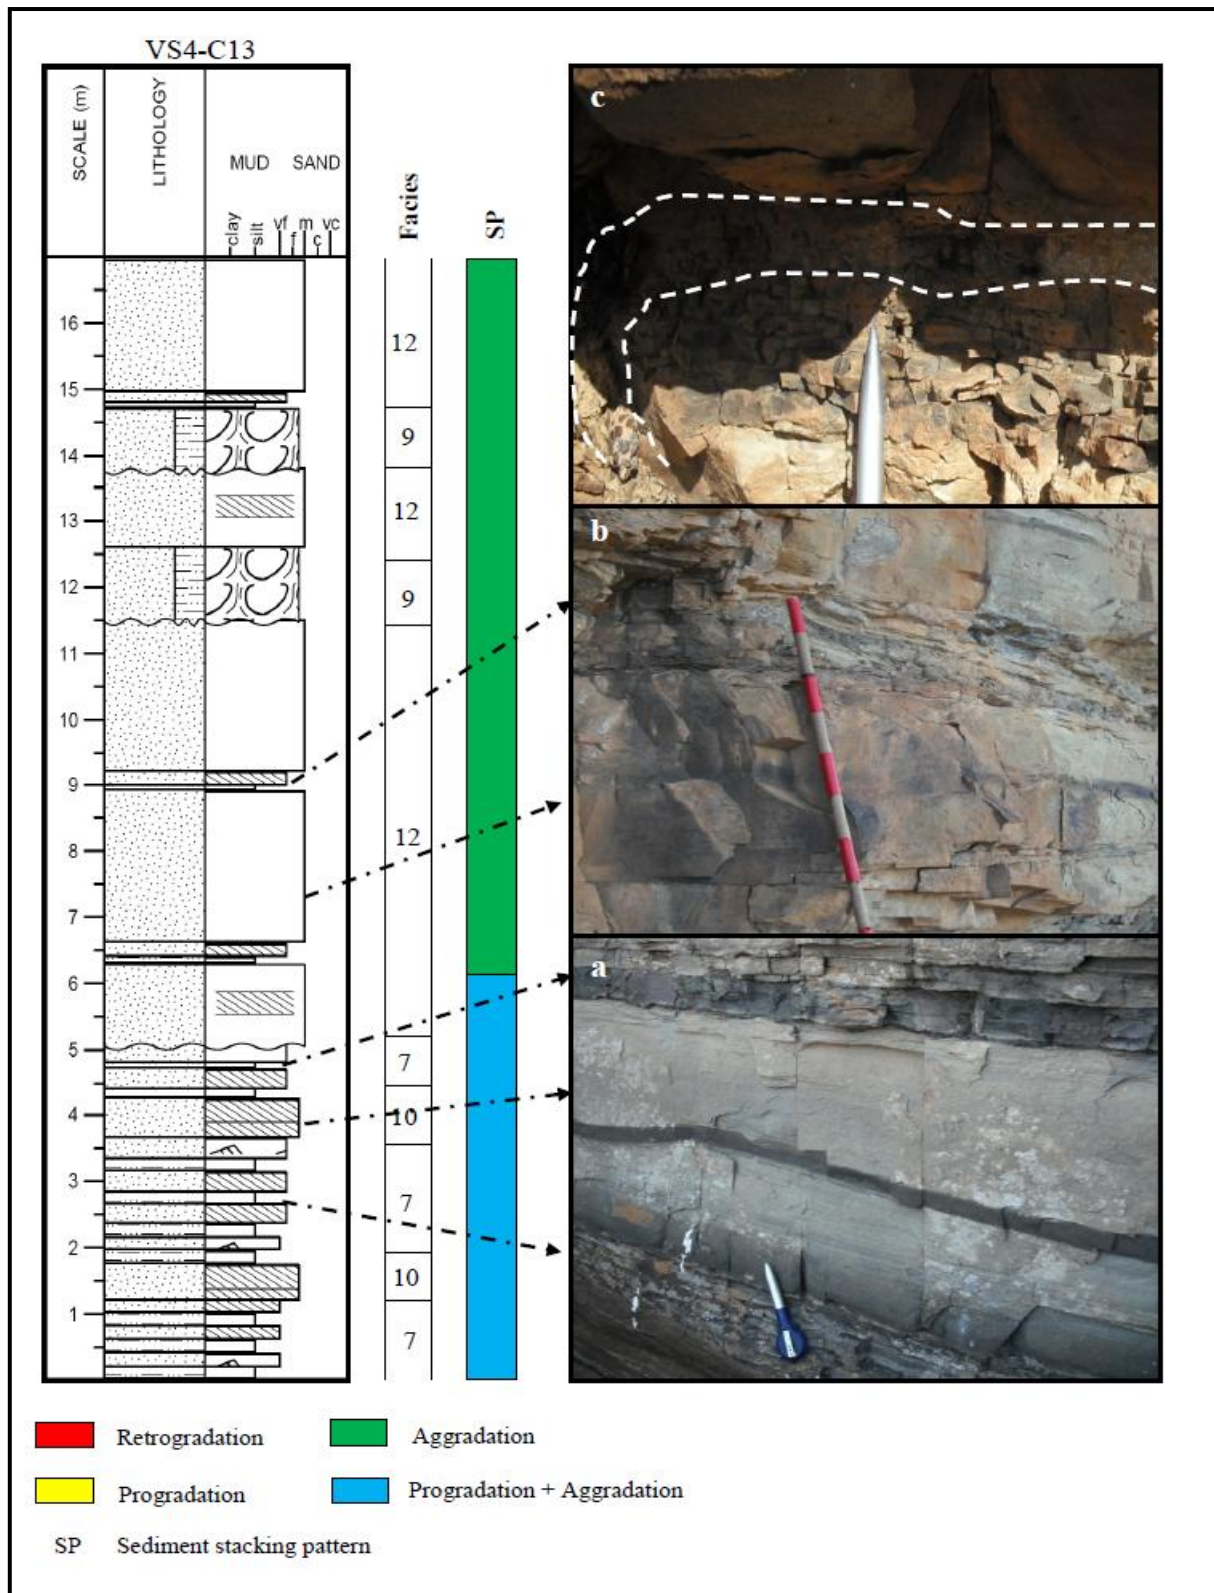 VS4-C13
SCALE (m)
LITHOLOGY
MUD SAND
clay
silt
vf
f
m
c
vc
Facies
SP
16
15
14
13
12
11
10
9
8
7
6
5
4
3
2
1
12
9
12
9
12
7
10
7
10
7
c
b
a
Retrogradation
Aggradation
Progradation
Progradation + Aggradation
SP Sediment stacking pattern